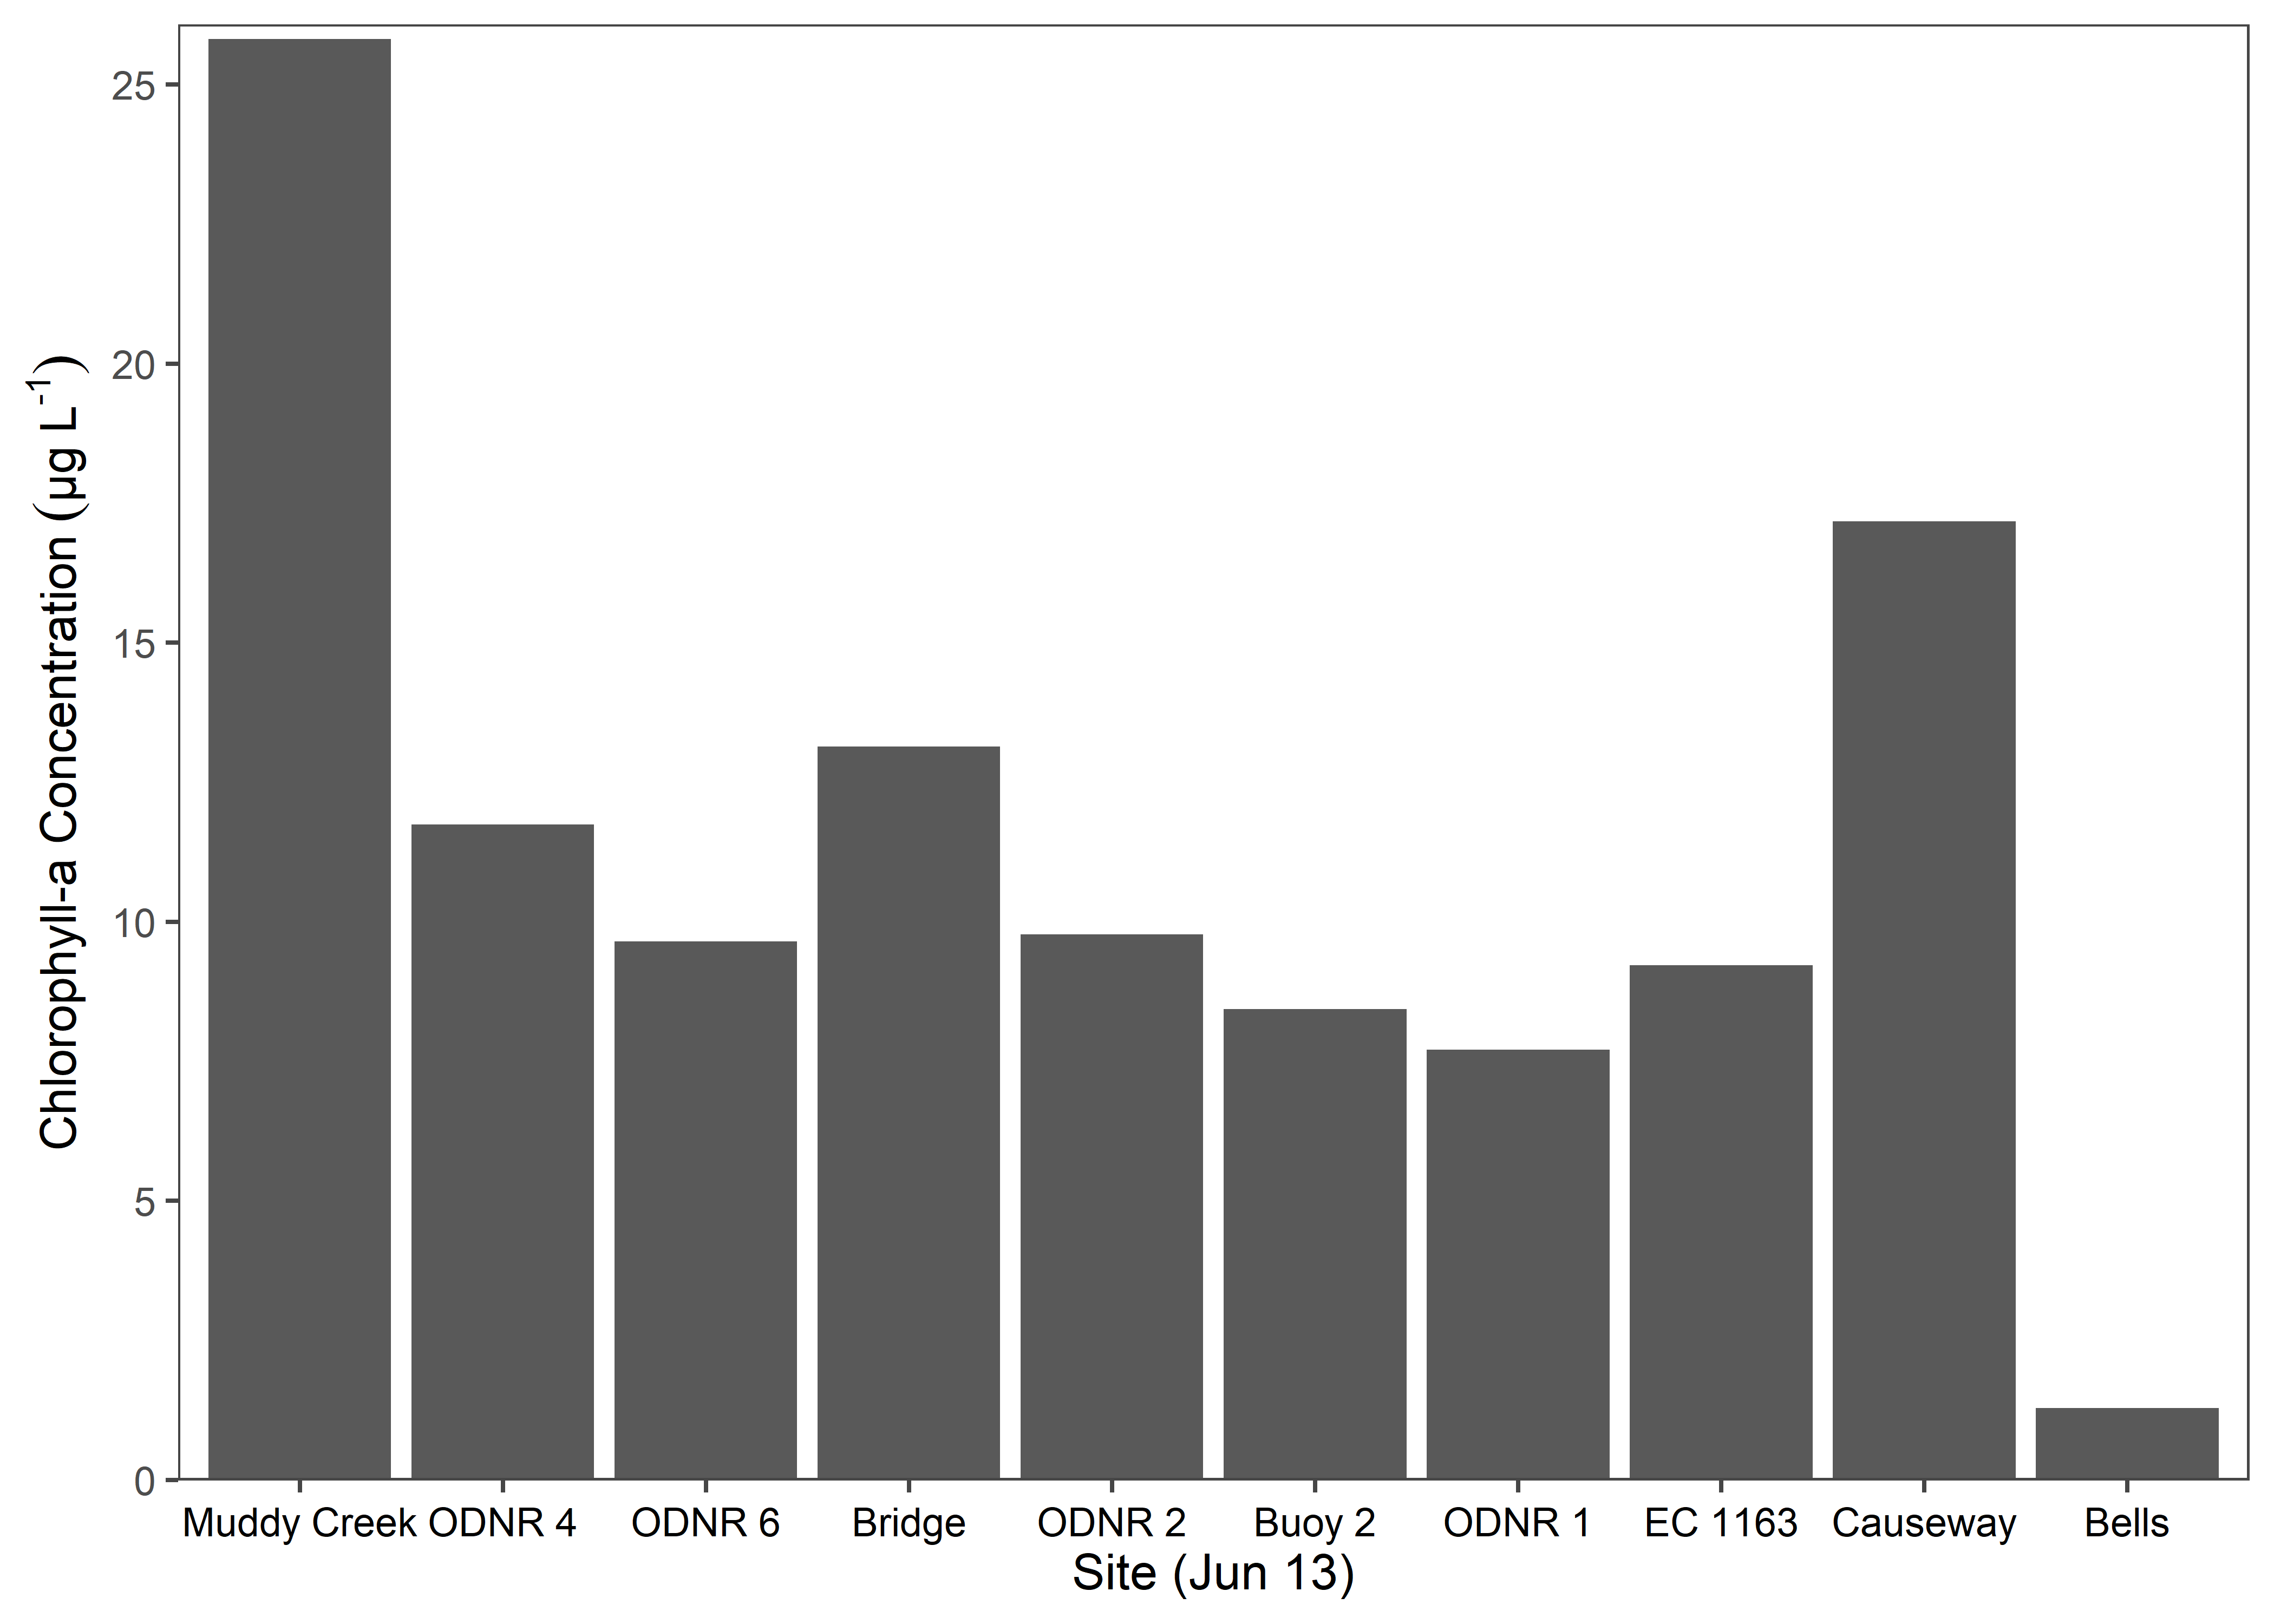 Chlorophyll-a Concentration (µg L⁻¹)
25
20
15
10
5
0
Muddy Creek ODNR 4 ODNR 6 Bridge ODNR 2 Buoy 2 ODNR 1 EC 1163 Causeway Bells
Site (Jun 13)